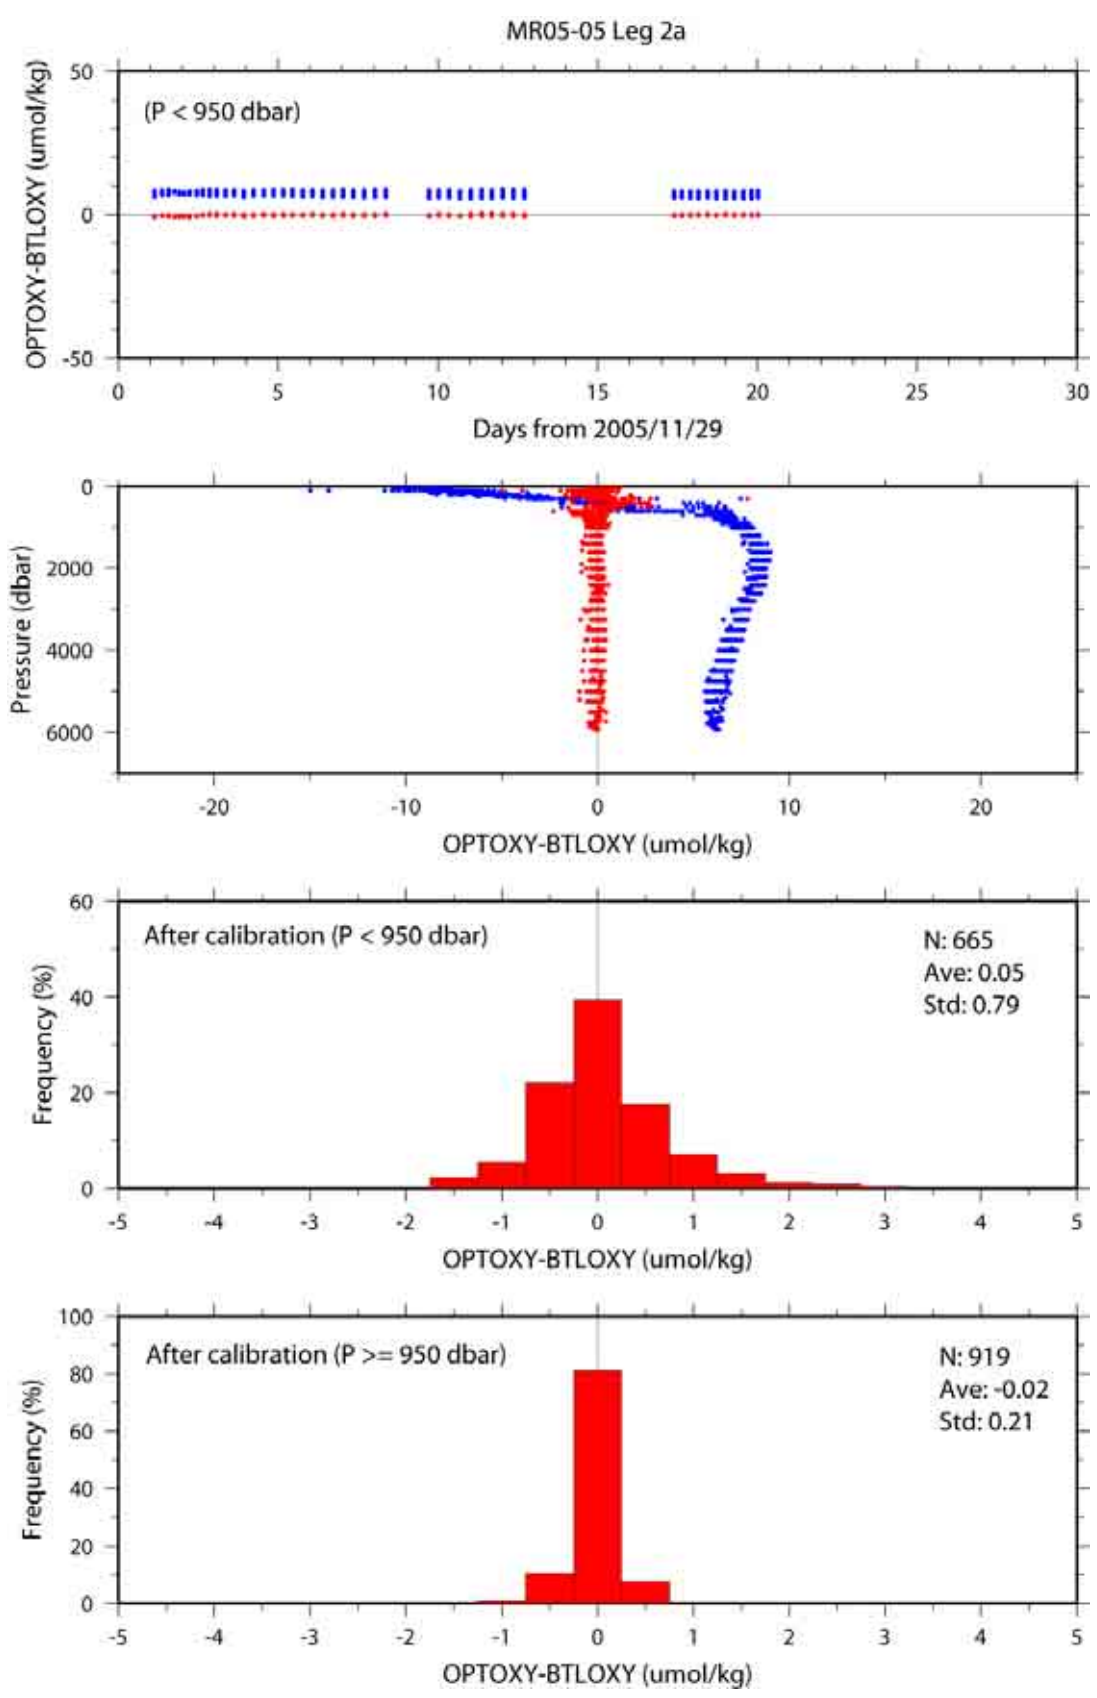 MR05-05 Leg 2a
50
0
-50
OPTOXY-BTLOXY (umol/kg)
(P < 950 dbar)
0 5 10 15 20 25 30
Days from 2005/11/29
0
2000
4000
6000
Pressure (dbar)
-20 -10 0 10 20
OPTOXY-BTLOXY (umol/kg)
60
40
20
0
Frequency (%)
After calibration (P < 950 dbar)
N: 665
Ave: 0.05
Std: 0.79
-5 -4 -3 -2 -1 0 1 2 3 4 5
OPTOXY-BTLOXY (umol/kg)
100
80
60
40
20
0
Frequency (%)
After calibration (P >= 950 dbar)
N: 919
Ave: -0.02
Std: 0.21
-5 -4 -3 -2 -1 0 1 2 3 4 5
OPTOXY-BTLOXY (umol/kg)